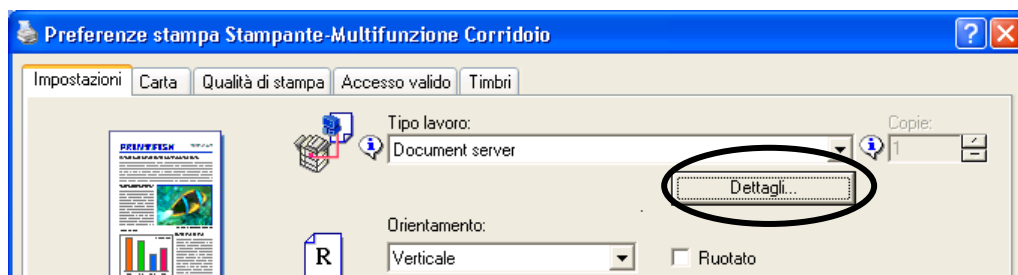 Preferenze stampa Stampante-Multifunzione Corridoio
Impostazioni Carta Qualità di stampa Accesso valido Timbri
Tipo lavoro: Copie:
Document server 1
Dettagli...
PRINTFISH
Orientamento:
R Verticale Ruotato